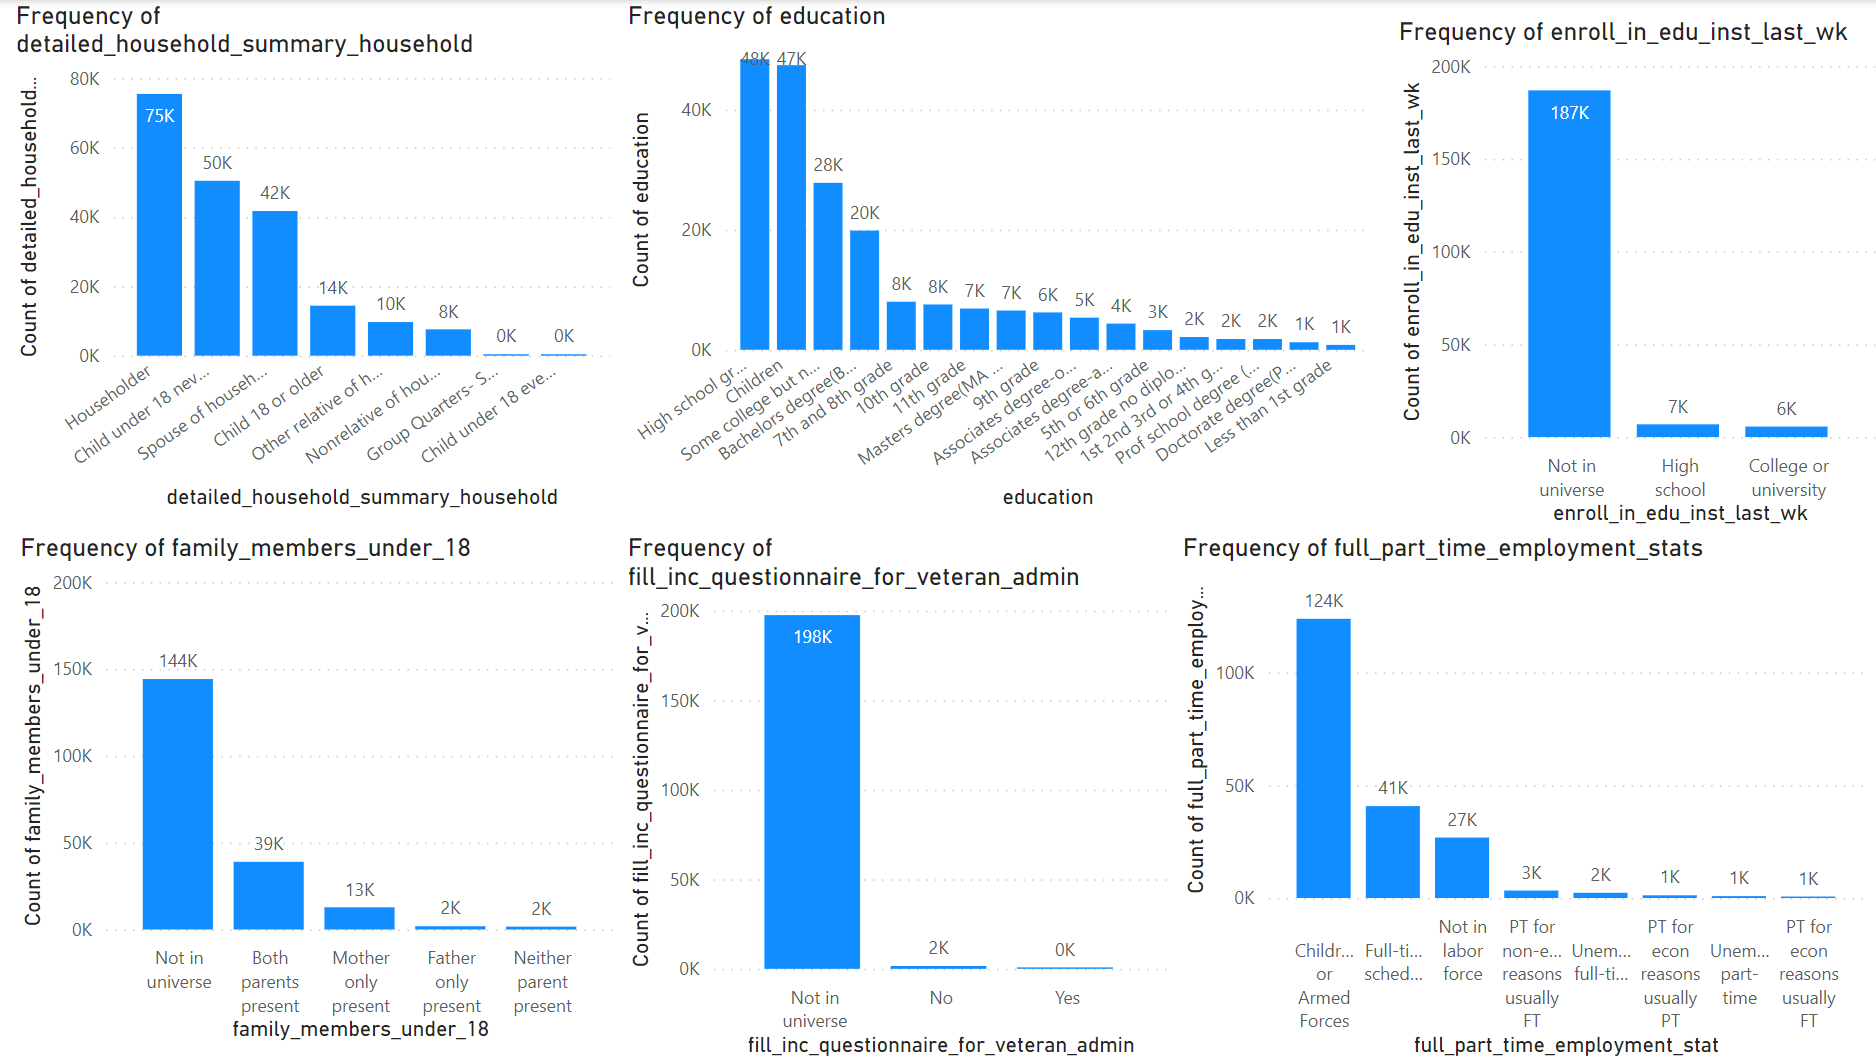 Frequency of
detailed_household_summary_household
Count of detailed_household...
80K
60K
40K
20K
0K
75K
50K
42K
14K
10K
8K
0K
0K
Householder
Child under 18 nev...
Spouse of househ...
Child 18 or older
Other relative of h...
Nonrelative of hou...
Group Quarters- S...
Child under 18 eve...
detailed_household_summary_household
Frequency of education
Count of education
40K
20K
0K
48K
47K
28K
20K
8K
8K
7K
7K
6K
5K
4K
3K
2K
2K
2K
1K
1K
High school gr...
Children
Some college but n...
Bachelors degree(B...
7th and 8th grade
10th grade
11th grade
Masters degree(MA ...
9th grade
Associates degree-o...
Associates degree-a...
5th or 6th grade
12th grade no diplo...
1st 2nd 3rd or 4th g...
Prof school degree (...
Doctorate degree(P...
Less than 1st grade
education
Frequency of enroll_in_edu_inst_last_wk
Count of enroll_in_edu_inst_last_wk
200K
150K
100K
50K
0K
187K
7K
6K
Not in
universe
High
school
College or
university
enroll_in_edu_inst_last_wk
Frequency of family_members_under_18
Count of family_members_under_18
200K
150K
100K
50K
0K
144K
39K
13K
2K
2K
Not in
universe
Both
parents
present
Mother
only
present
Father
only
present
Neither
parent
present
family_members_under_18
Frequency of
fill_inc_questionnaire_for_veteran_admin
Count of fill_inc_questionnaire_for_v...
200K
150K
100K
50K
0K
198K
2K
0K
Not in
universe
No
Yes
fill_inc_questionnaire_for_veteran_admin
Frequency of full_part_time_employment_stats
Count of full_part_time_employ...
100K
50K
0K
124K
41K
27K
3K
2K
1K
1K
1K
Childr...
or
Armed
Forces
Full-ti...
sched...
Not in
labor
force
PT for
non-e...
reasons
usually
FT
Unem...
full-ti...
PT for
econ
reasons
usually
PT
Unem...
part-
time
PT for
econ
reasons
usually
FT
full_part_time_employment_stat